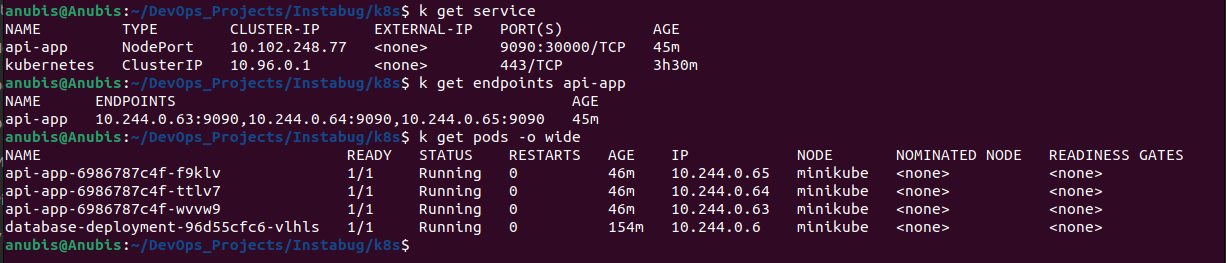 anubis@Anubis:~/DevOps_Projects/Instabug/k8s$ k get service
NAME TYPE CLUSTER-IP EXTERNAL-IP PORT(S) AGE
api-app NodePort 10.102.248.77 <none> 9090:30000/TCP 45m
kubernetes ClusterIP 10.96.0.1 <none> 443/TCP 3h30m
anubis@Anubis:~/DevOps_Projects/Instabug/k8s$ k get endpoints api-app
NAME ENDPOINTS AGE
api-app 10.244.0.63:9090,10.244.0.64:9090,10.244.0.65:9090 45m
anubis@Anubis:~/DevOps_Projects/Instabug/k8s$ k get pods -o wide
NAME READY STATUS RESTARTS AGE IP NODE NOMINATED NODE READINESS GATES
api-app-6986787c4f-f9klv 1/1 Running 0 46m 10.244.0.65 minikube <none> <none>
api-app-6986787c4f-ttlv7 1/1 Running 0 46m 10.244.0.64 minikube <none> <none>
api-app-6986787c4f-wvvw9 1/1 Running 0 46m 10.244.0.63 minikube <none> <none>
database-deployment-96d55cfc6-vlhls 1/1 Running 0 154m 10.244.0.6 minikube <none> <none>
anubis@Anubis:~/DevOps_Projects/Instabug/k8s$